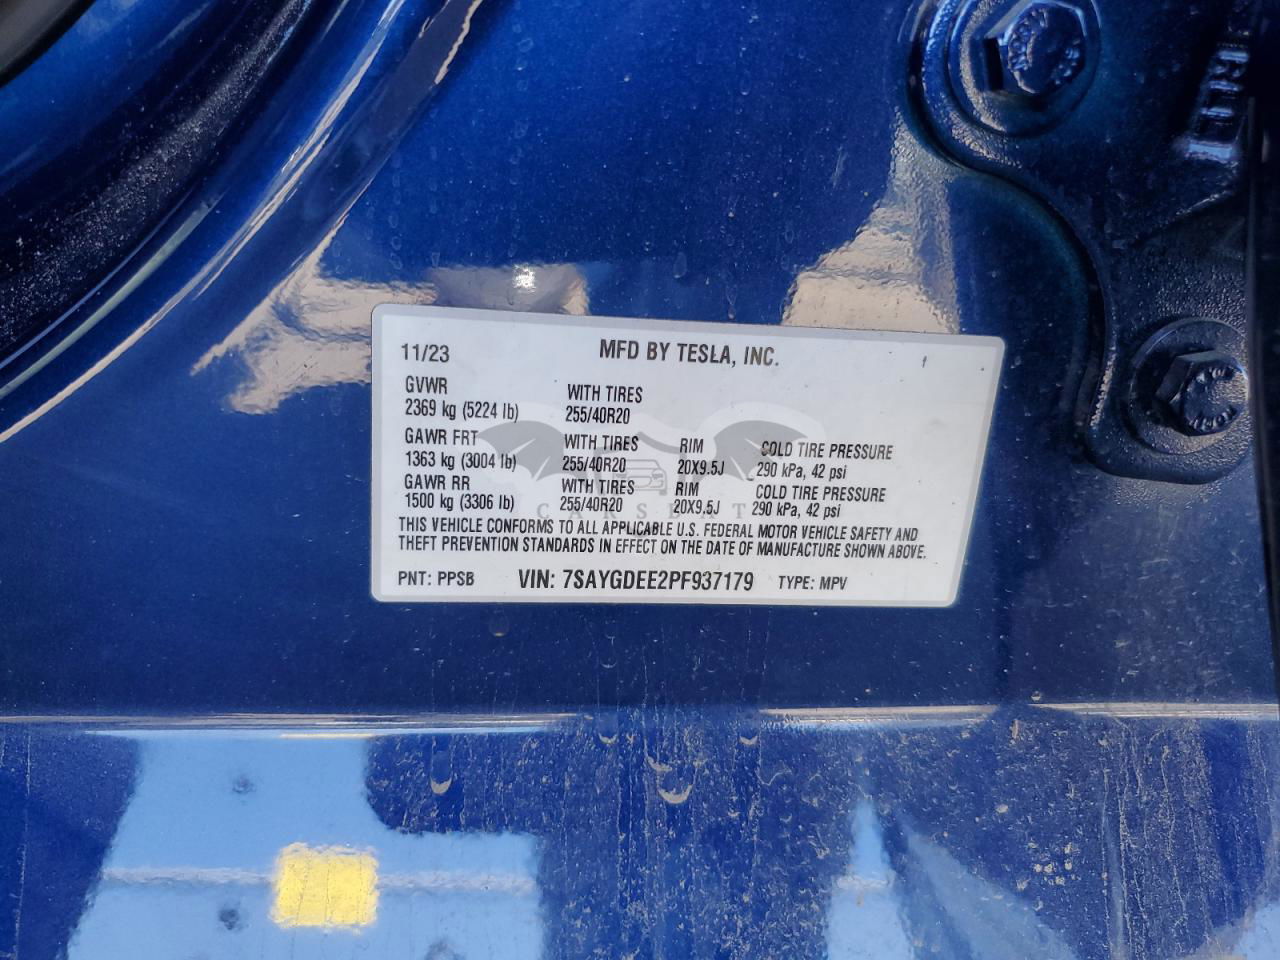 11/23 MFD BY TESLA, INC.
GVWR WITH TIRES
2369 kg (5224 lb) 255/40R20
GAWR FRT WITH TIRES RIM COLD TIRE PRESSURE
1363 kg (3004 lb) 255/40R20 20X9.5J 290 kPa, 42 psi
GAWR RR WITH TIRES RIM COLD TIRE PRESSURE
1500 kg (3306 lb) 255/40R20 20X9.5J 290 kPa, 42 psi
THIS VEHICLE CONFORMS TO ALL APPLICABLE U.S. FEDERAL MOTOR VEHICLE SAFETY AND
THEFT PREVENTION STANDARDS IN EFFECT ON THE DATE OF MANUFACTURE SHOWN ABOVE.
PNT: PPSB VIN: 7SAYGDEE2PF937179 TYPE: MPV